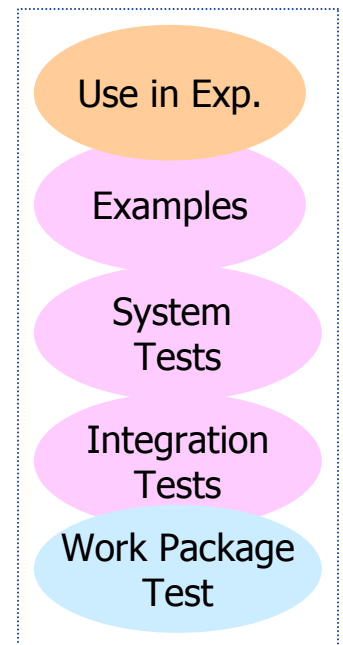 Use in Exp.
Examples
System
Tests
Integration
Tests
Work Package
Test